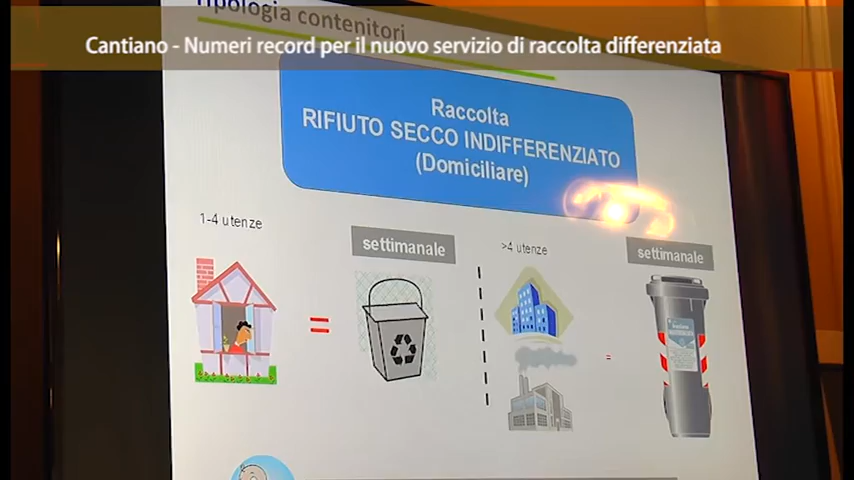 Tipologia contenitori
Cantiano - Numeri record per il nuovo servizio di raccolta differenziata
Raccolta
RIFIUTO SECCO INDIFFERENZIATO
(Domiciliare)
1-4 utenze
settimanale
>4 utenze
settimanale
=
=